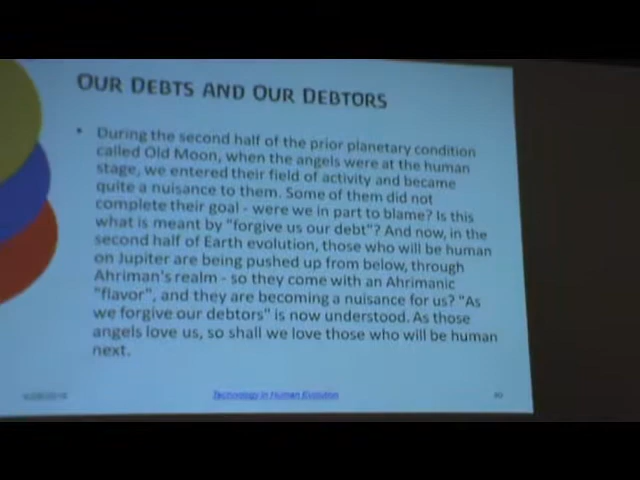 OUR DEBTS AND OUR DEBTORS
• During the second half of the prior planetary condition
called Old Moon, when the angels were at the human
stage, we entered their field of activity and became
quite a nuisance to them. Some of them did not
complete their goal - were we in part to blame? Is this
what is meant by "forgive us our debt"? And now, in the
second half of Earth evolution, those who will be human
on Jupiter are being pushed up from below, through
Ahriman's realm - so they come with an Ahrimanic
"flavor", and they are becoming a nuisance for us? "As
we forgive our debtors" is now understood. As those
angels love us, so shall we love those who will be human
next.
Technology in Human Evolution